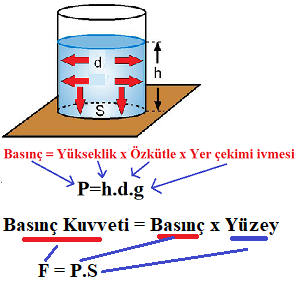 d
h
S
Basınç = Yükseklik x Özkütle x Yer çekimi ivmesi
P=h.d.g
Basınç Kuvveti = Basınç x Yüzey
F = P.S